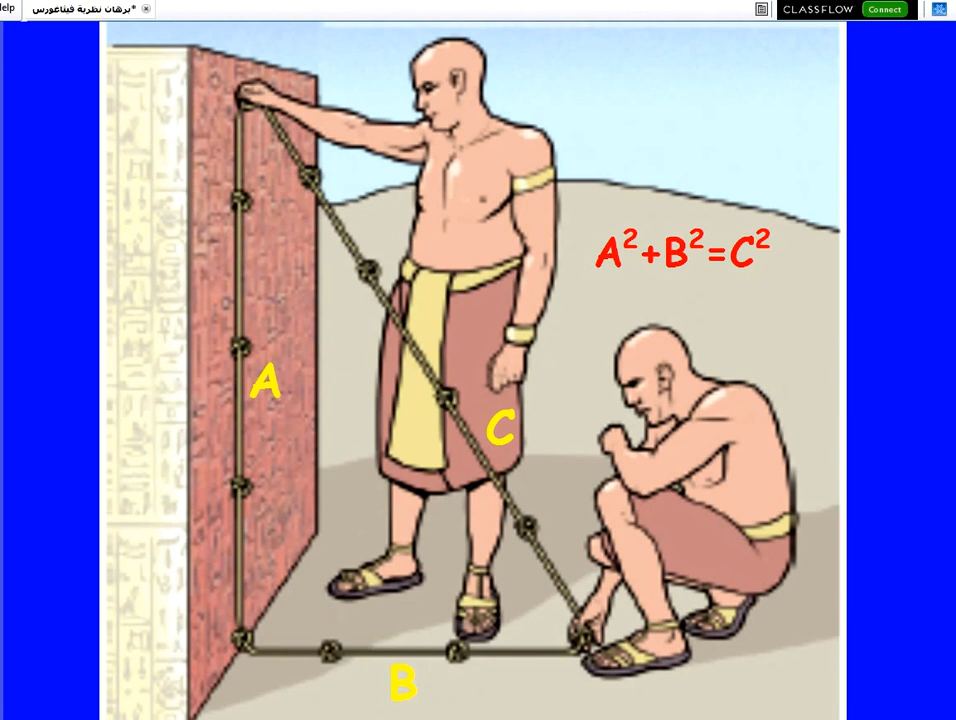 elp
برهان نظرية فيثاغورس*
CLASSFLOW Connect
A²+B²=C²
A
C
B